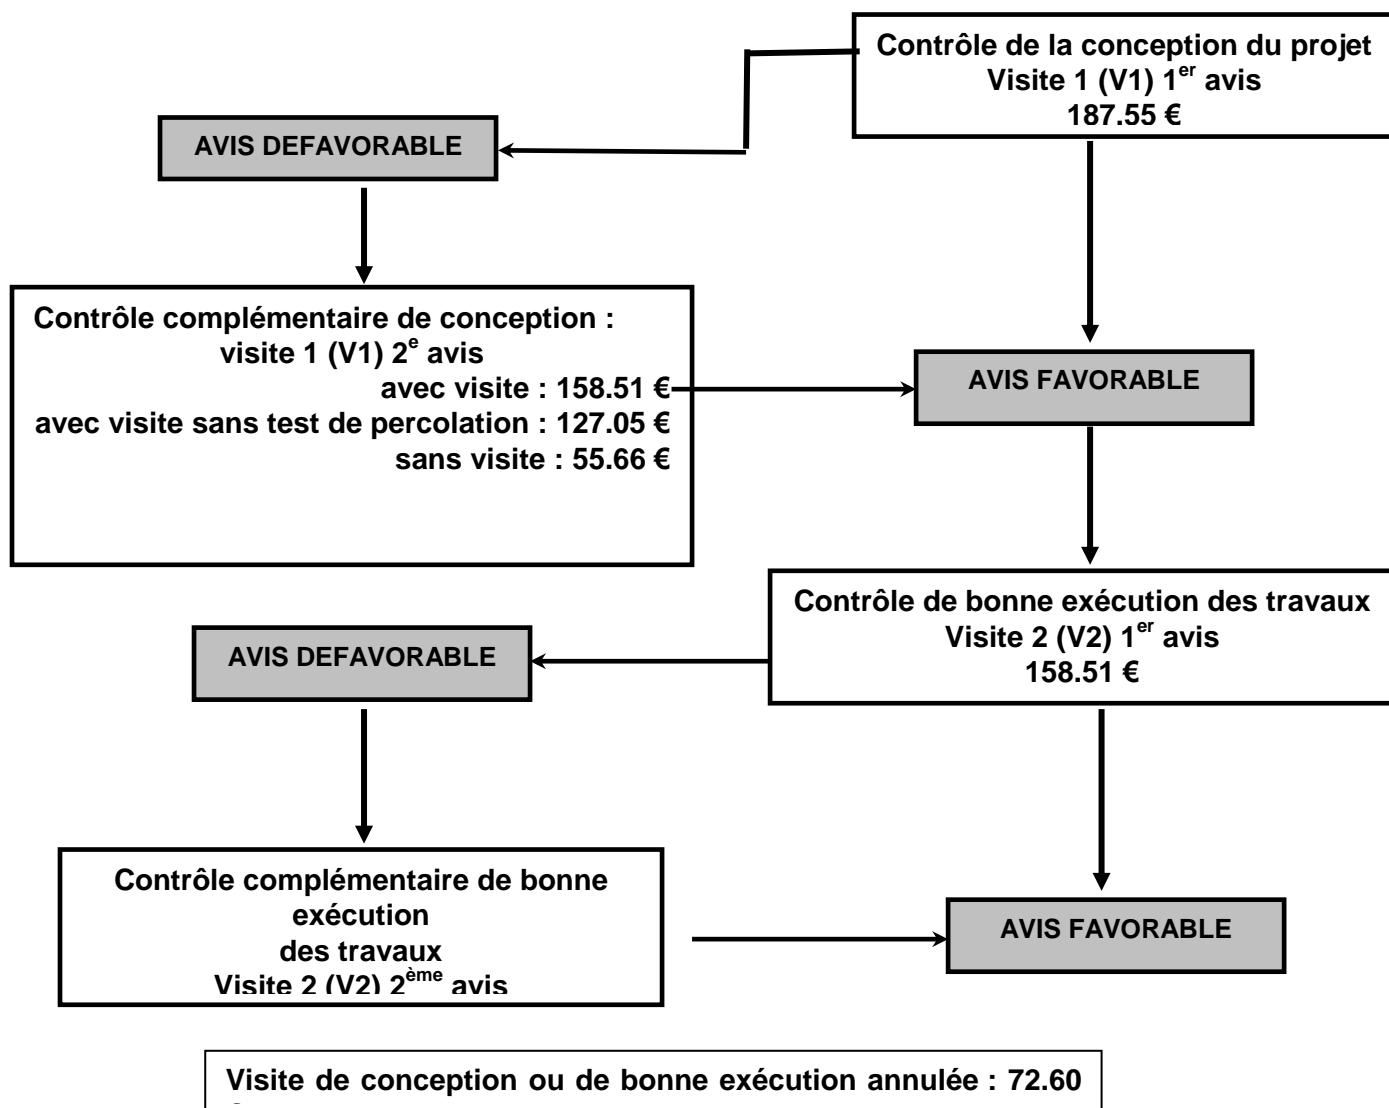 Contrôle de la conception du projet
Visite 1 (V1) 1er avis
187.55 €
AVIS DEFAVORABLE
Contrôle complémentaire de conception :
visite 1 (V1) 2e avis
avec visite : 158.51 €
avec visite sans test de percolation : 127.05 €
sans visite : 55.66 €
AVIS FAVORABLE
Contrôle de bonne exécution des travaux
Visite 2 (V2) 1er avis
158.51 €
AVIS DEFAVORABLE
Contrôle complémentaire de bonne
exécution
des travaux
Visite 2 (V2) 2ème avis
AVIS FAVORABLE
Visite de conception ou de bonne exécution annulée : 72.60